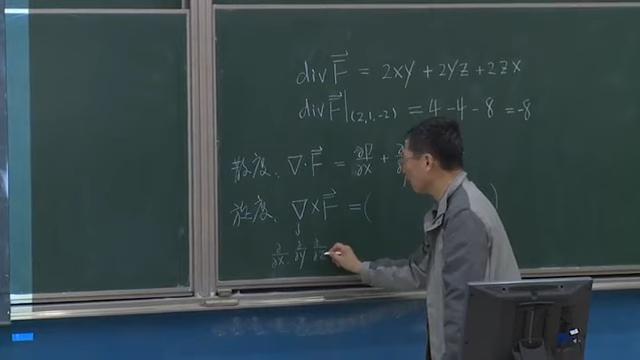 div F⃗ = 2xy + 2yz + 2zx
div F⃗|(2,1,-2) = 4 - 4 - 8 = -8
散度: ∇·F⃗ = ∂P/∂x + ∂
旋度: ∇×F⃗ = ( )
↓
∂/∂x, ∂/∂y, ∂/∂z